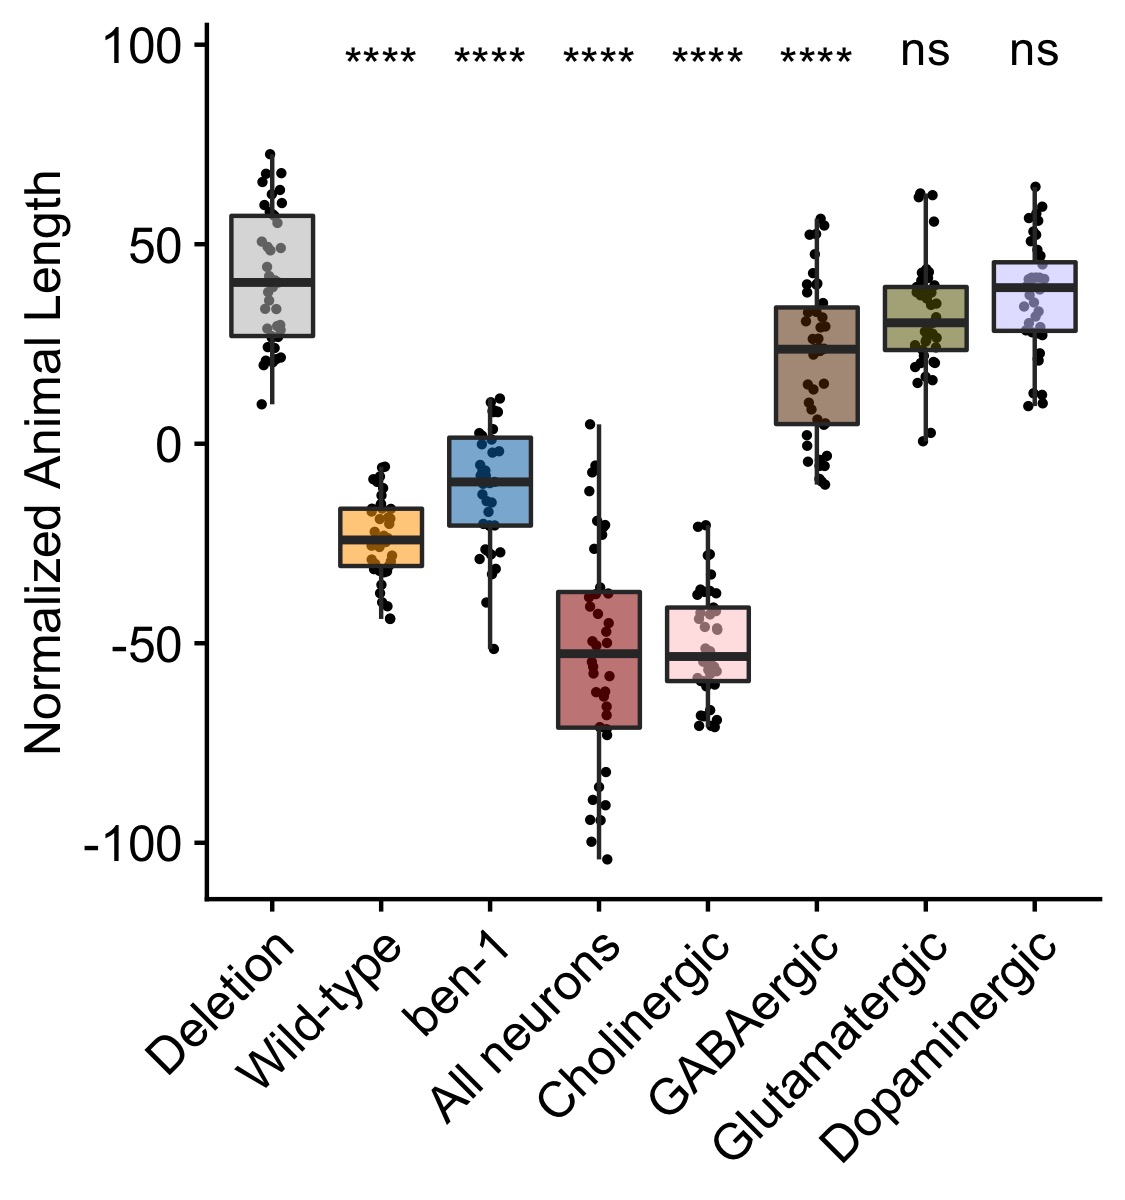 Normalized Animal Length
100
50
0
-50
-100
**** **** **** **** **** ns ns
Deletion
Wild-type
ben-1
All neurons
Cholinergic
GABAergic
Glutamatergic
Dopaminergic